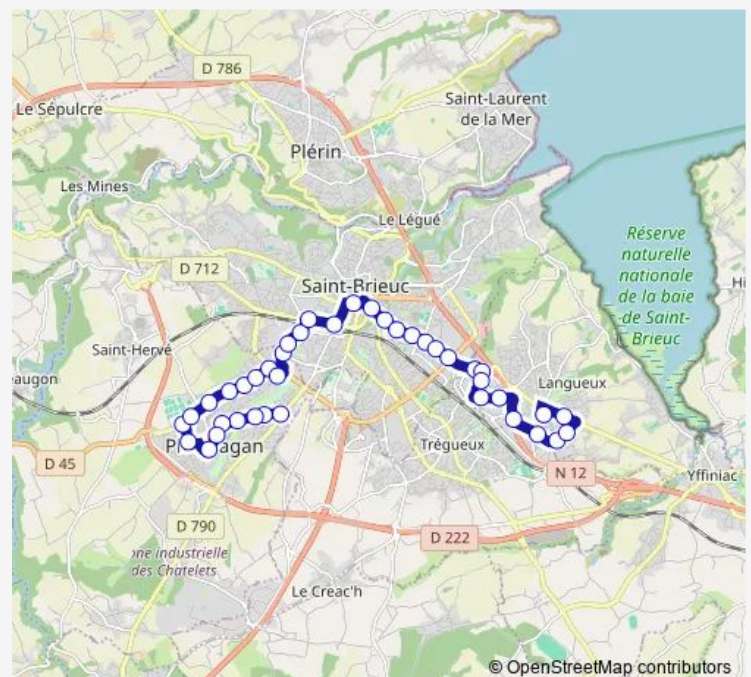 D 786
Le Sépulcre
Saint-Laurent
de la Mer
Plérin
Les Mines
Le Légué
Réserve
naturelle
nationale
de la baie
de Saint-
Brieuc
D 712
Saint-Brieuc
Hi
Saint-Hervé
eaugon
Langueux
D 45
Trégueux
N 12
Yffiniac
D 790
D 222
one industrielle
des Chatelets
Le Creac'h
© OpenStreetMap contributors